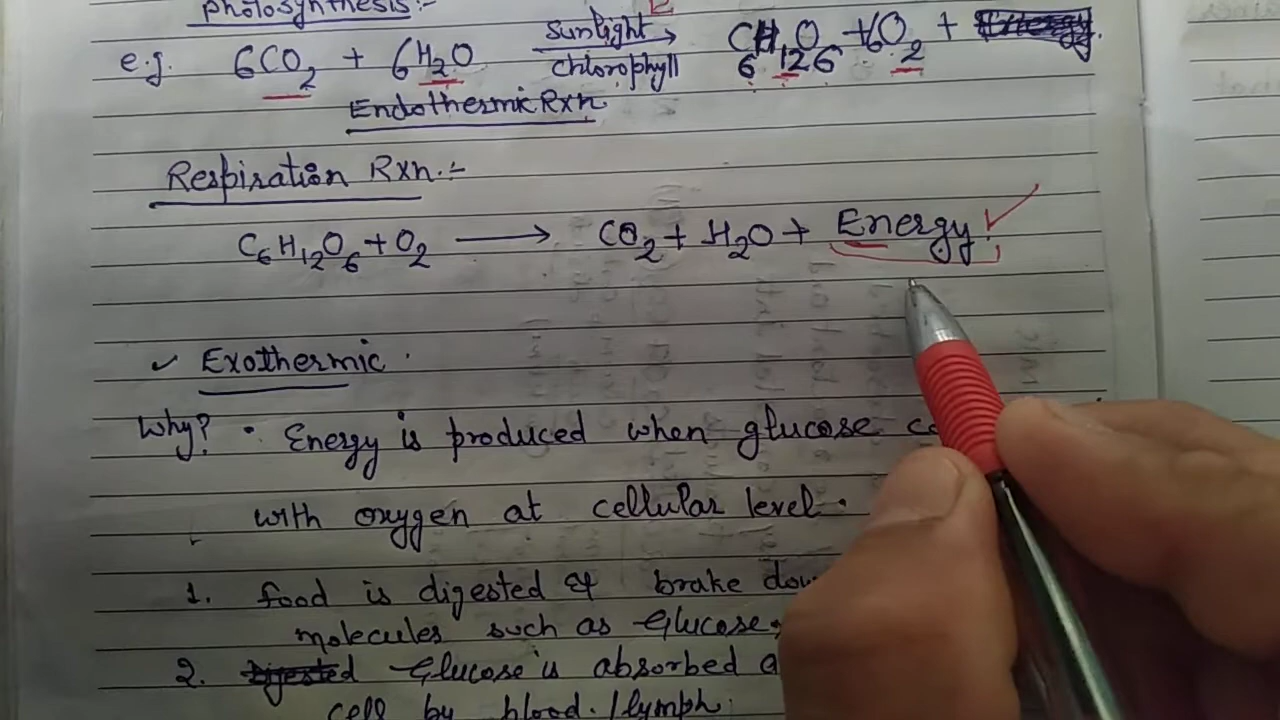 Photosynthesis:-
e.g. 6CO2 + 6H2O Sunlight → C6H12O6 + 6O2 + Energy.
Chlorophyll
Endothermic Rxn
Respiration Rxn.:-
C6H12O6 + O2 → CO2 + H2O + Energy.
✓ Exothermic.
Why? • Energy is produced when glucose
with oxygen at cellular level.
1. food is digested & brake
molecules such as Glucose.
2. Glucose is absorbed
cell by blood./lymph.